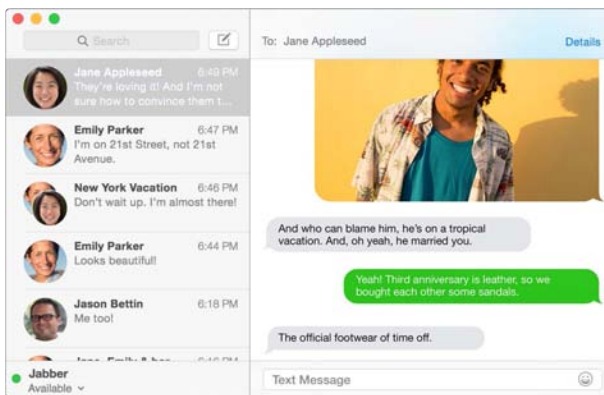 Search
To: Jane Appleseed
Details
Jane Appleseed 6:49 PM
They're loving it! And I'm not
sure how to convince them t...
Emily Parker 6:47 PM
I'm on 21st Street, not 21st
Avenue.
New York Vacation 6:46 PM
Don't wait up. I'm almost there!
Emily Parker 6:44 PM
Looks beautiful!
Jason Bettin 6:18 PM
Me too!
Jabber
Available
And who can blame him, he's on a tropical
vacation. And, oh yeah, he married you.
Yeah! Third anniversary is leather, so we
bought each other some sandals.
The official footwear of time off.
Text Message